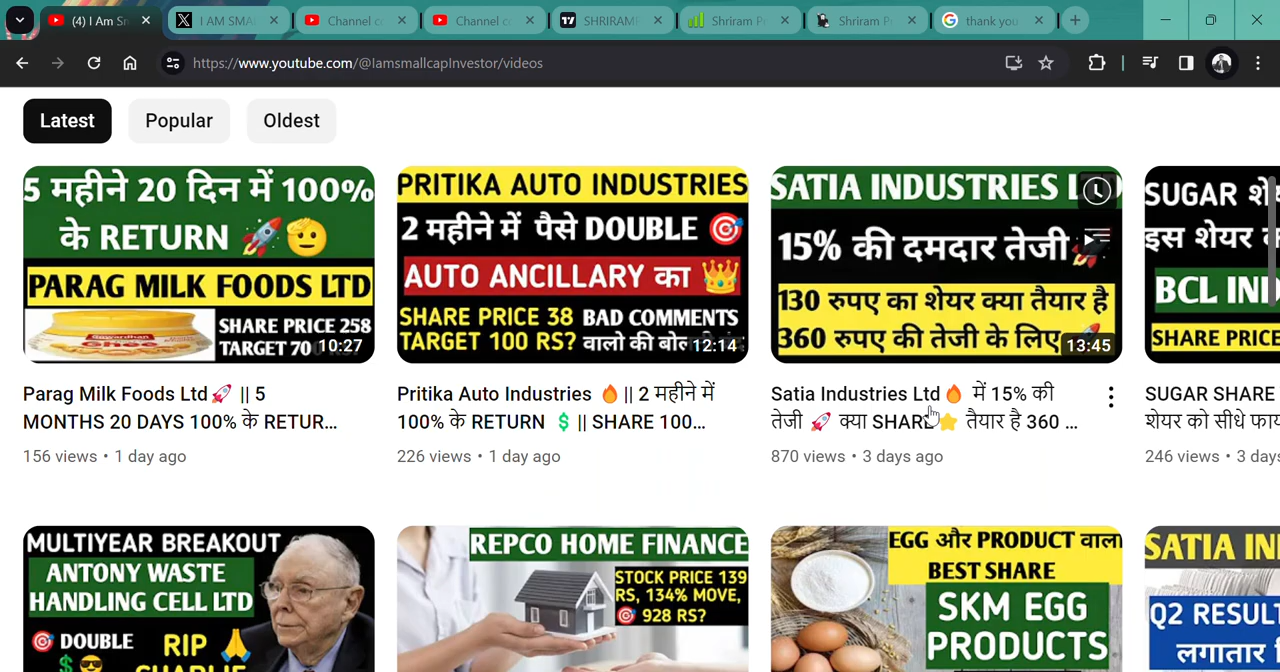 (4) I Am Sm
I AM SMA
Channel c
Channel c
SHRIRAM
Shriram P
Shriram P
thank you
https://www.youtube.com/@IamsmallcapInvestor/videos
Latest
Popular
Oldest
5 महीने 20 दिन में 100%
के RETURN 🚀🫡
PARAG MILK FOODS LTD
SHARE PRICE 258
TARGET 70
10:27
Parag Milk Foods Ltd🚀 || 5
MONTHS 20 DAYS 100% के RETUR...
156 views • 1 day ago
PRITIKA AUTO INDUSTRIES
2 महीने में पैसे DOUBLE 🎯
AUTO ANCILLARY का 👑
SHARE PRICE 38
TARGET 100 RS?
BAD COMMENTS
वालो की बोल
12:14
Pritika Auto Industries 🔥 || 2 महीने में
100% के RETURN 💲 || SHARE 100...
226 views • 1 day ago
SATIA INDUSTRIES
15% की दमदार तेजी🚀
130 रुपए का शेयर क्या तैयार है
360 रुपए की तेजी के लिए
13:45
Satia Industries Ltd🔥 में 15% की
तेजी 🚀 क्या SHARE⭐ तैयार है 360 ...
870 views • 3 days ago
SUGAR
इस शेयर
BCL IN
SHARE PRICE
SUGAR SHARE
शेयर को सीधे
246 views • 3 days
MULTIYEAR BREAKOUT
ANTONY WASTE
HANDLING CELL LTD
🎯 DOUBLE
RIP 🙏
CHARLIE
REPCO HOME FINANCE
STOCK PRICE 139
RS, 134% MOVE,
🎯 928 RS?
EGG और PRODUCT वाला
BEST SHARE
SKM EGG
PRODUCTS
SATIA IN
Q2 RESULT
लगातार